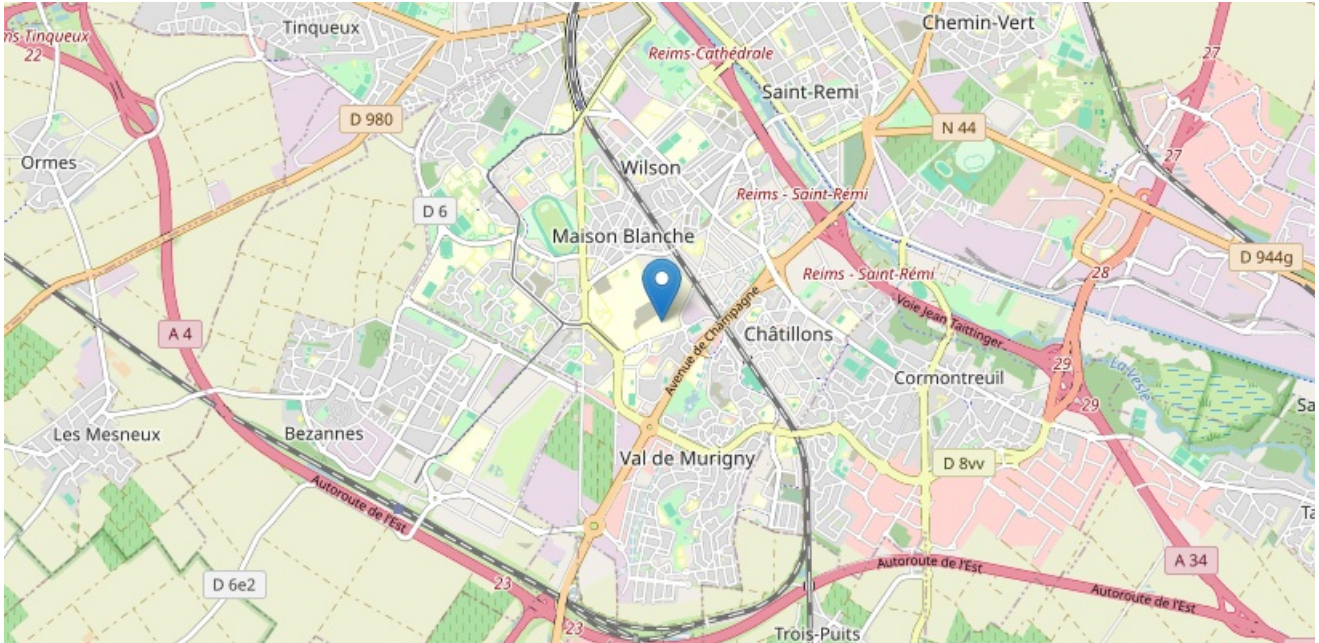 Tinqueux
Chemin-Vert
ms-Tinqueux
22
Reims-Cathédrale
27
Saint-Remi
D 980
N 44
Ormes
Wilson
27
Reims - Saint-Rémi
D 6
Maison Blanche
D 944g
Reims - Saint-Rémi
28
Voie Jean Taittinger
A 4
Avenue de Champagne
Châtillons
29
La Vesle
Cormontreuil
29
Sa
Les Mesneux
Bezannes
Val de Murigny
D 8vv
Autoroute de l'Est
Ta
A 34
Autoroute de l'Est
D 6e2
23
Autoroute de l'Est
23
Trois-Puits